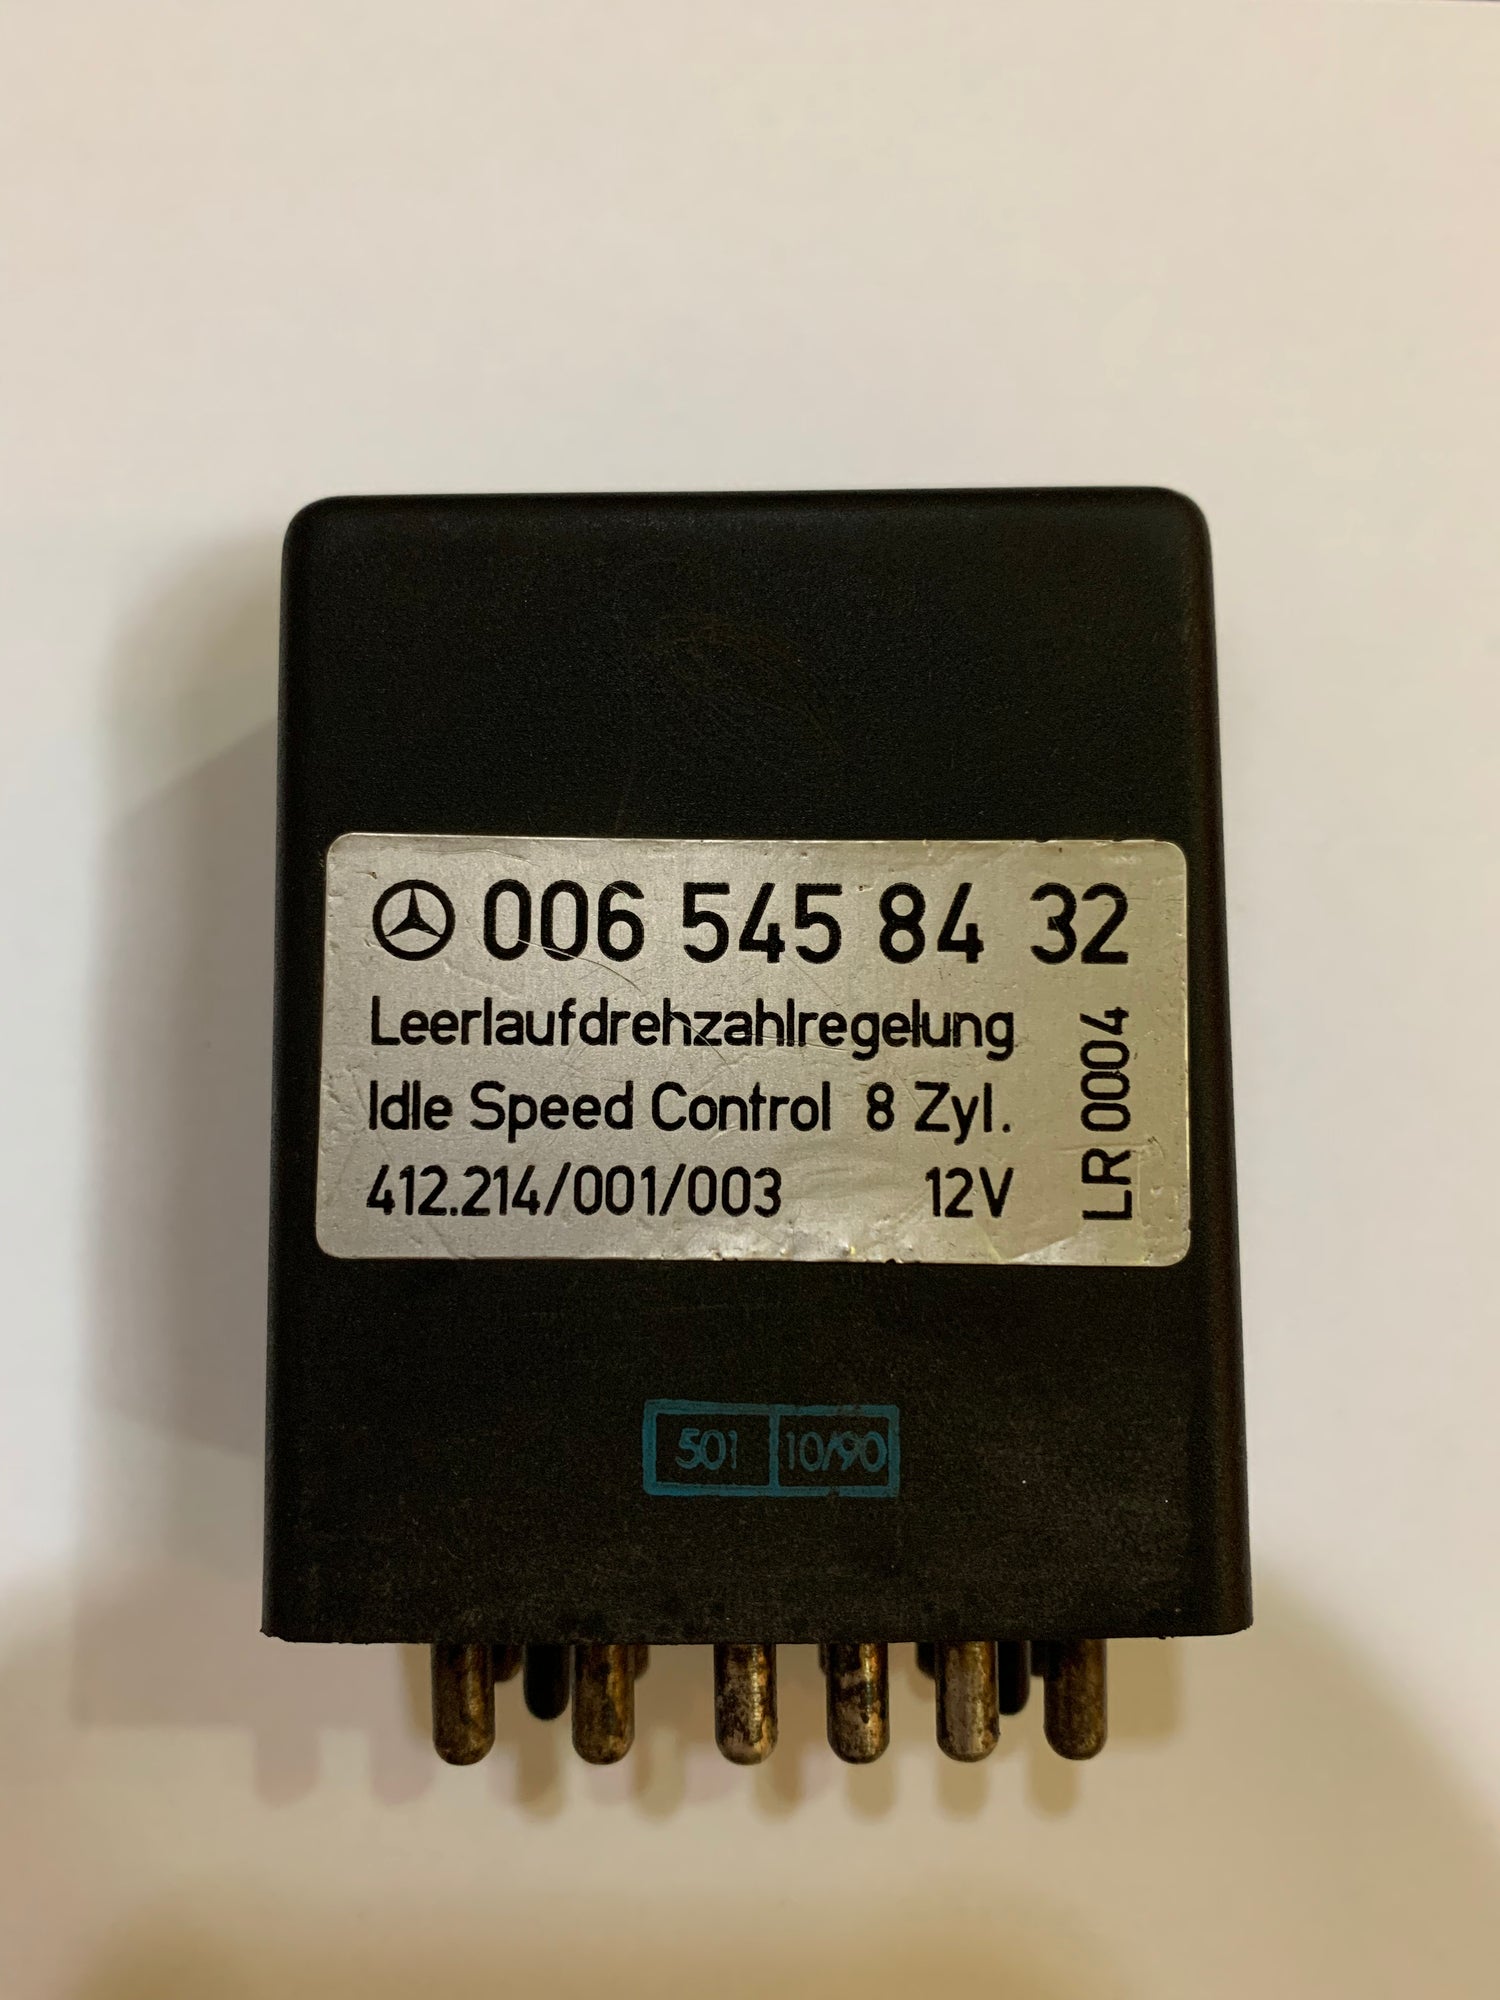 006 545 84 32
Leerlaufdrehzahlregelung
Idle Speed Control 8 Zyl.
412.214/001/003 12V
LR 0004
501 10/90